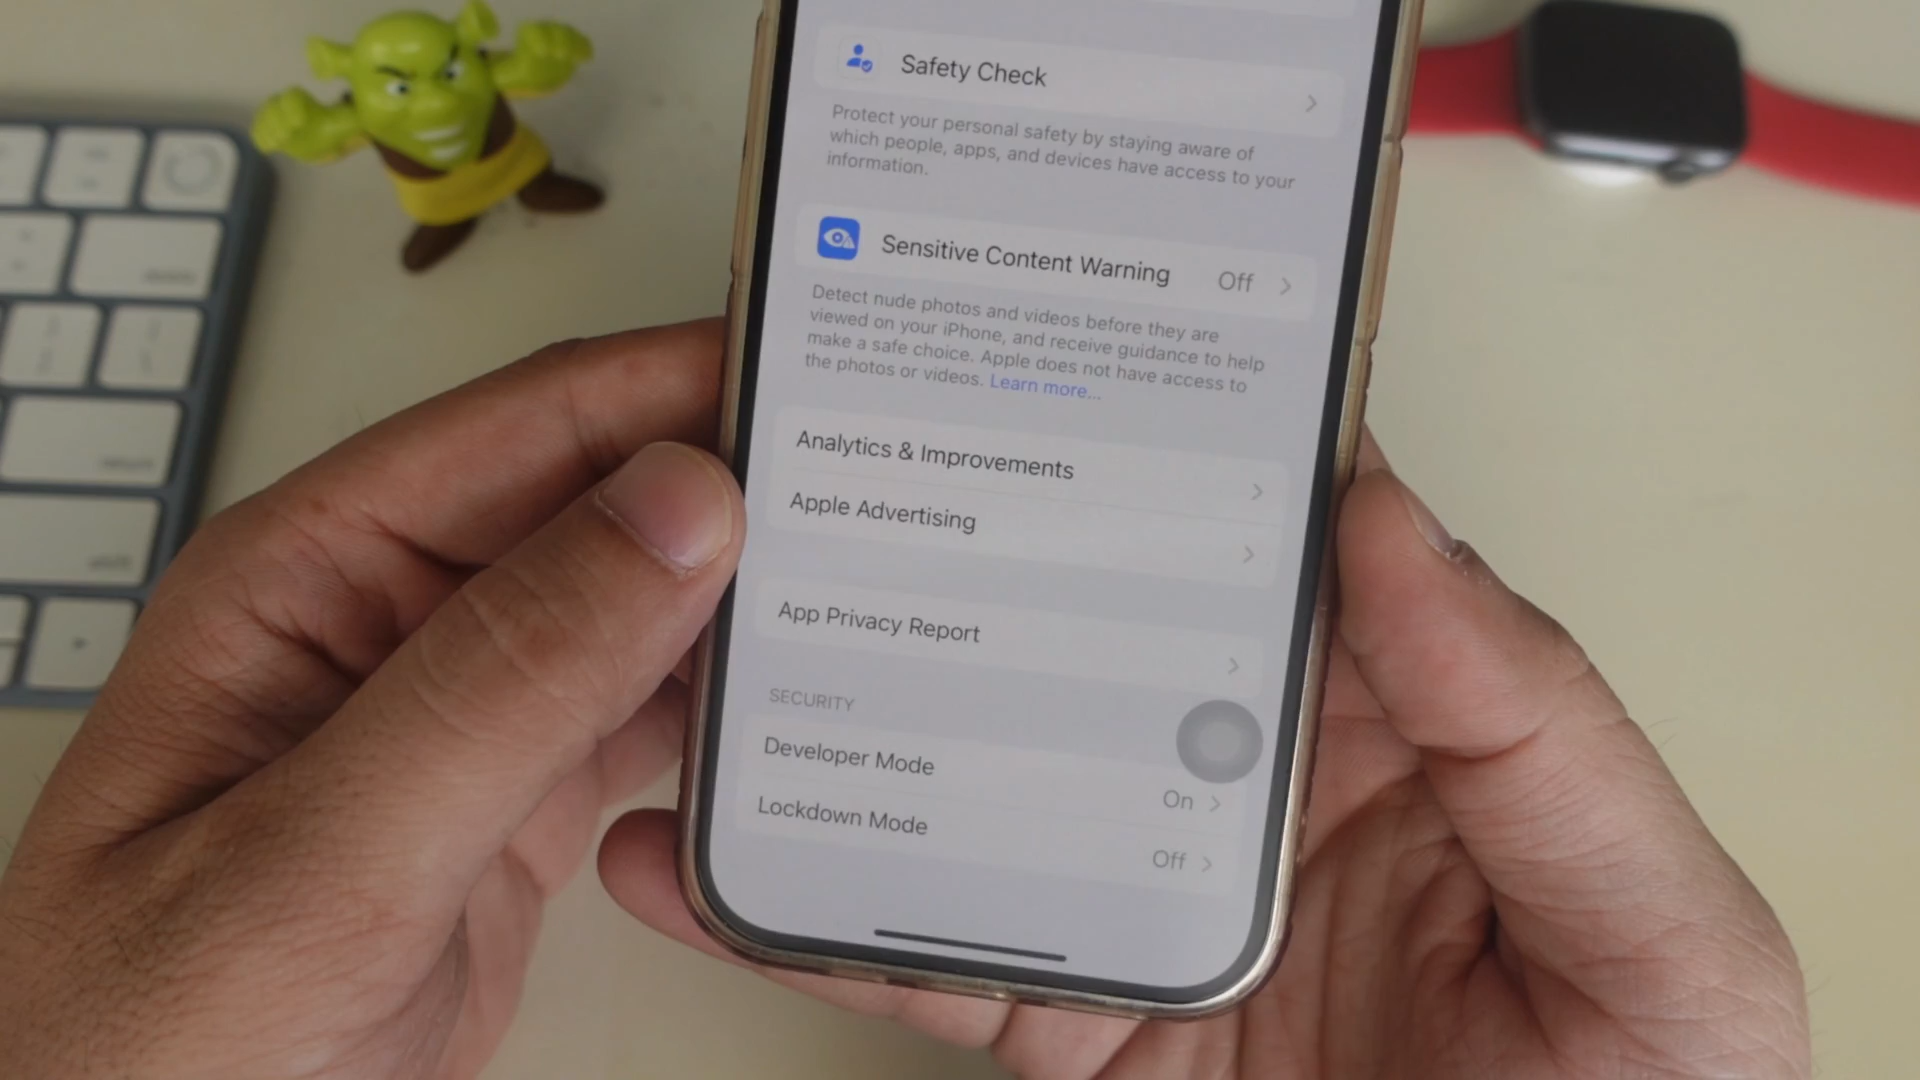 Safety Check
Protect your personal safety by staying aware of
which people, apps, and devices have access to your
information.
Sensitive Content Warning Off
Detect nude photos and videos before they are
viewed on your iPhone, and receive guidance to help
make a safe choice. Apple does not have access to
the photos or videos. Learn more...
Analytics & Improvements
Apple Advertising
App Privacy Report
SECURITY
Developer Mode On
Lockdown Mode Off